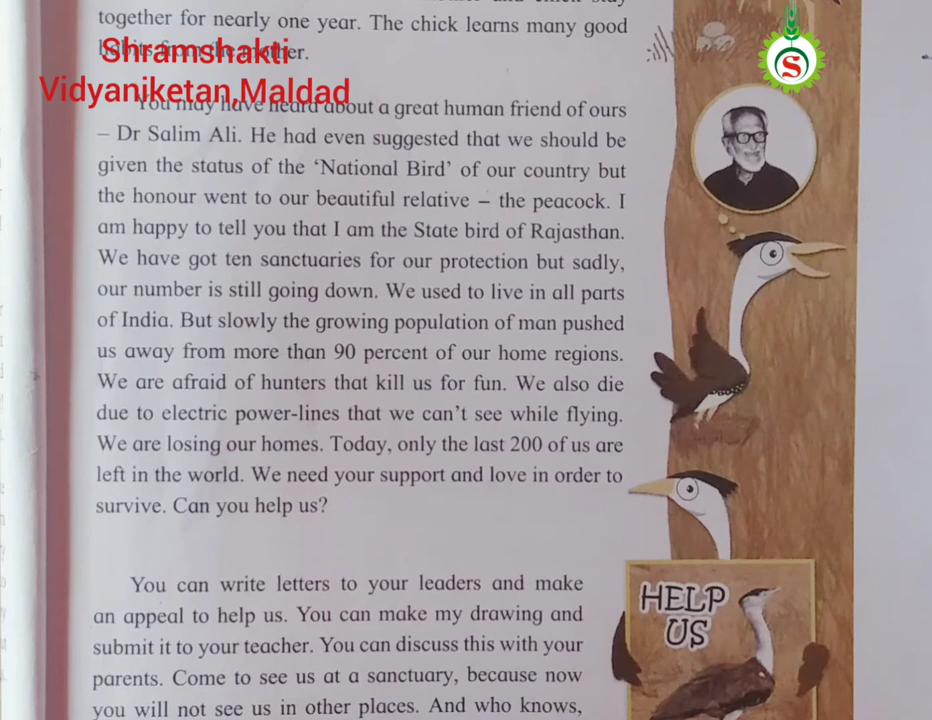 together for nearly one year. The chick learns many good
Shramshakti
Vidyaniketan,Maldad
You may have heard about a great human friend of ours
– Dr Salim Ali. He had even suggested that we should be
given the status of the ‘National Bird’ of our country but
the honour went to our beautiful relative – the peacock. I
am happy to tell you that I am the State bird of Rajasthan.
We have got ten sanctuaries for our protection but sadly,
our number is still going down. We used to live in all parts
of India. But slowly the growing population of man pushed
us away from more than 90 percent of our home regions.
We are afraid of hunters that kill us for fun. We also die
due to electric power-lines that we can’t see while flying.
We are losing our homes. Today, only the last 200 of us are
left in the world. We need your support and love in order to
survive. Can you help us?
You can write letters to your leaders and make
an appeal to help us. You can make my drawing and
submit it to your teacher. You can discuss this with your
parents. Come to see us at a sanctuary, because now
you will not see us in other places. And who knows,
S
HELP
US